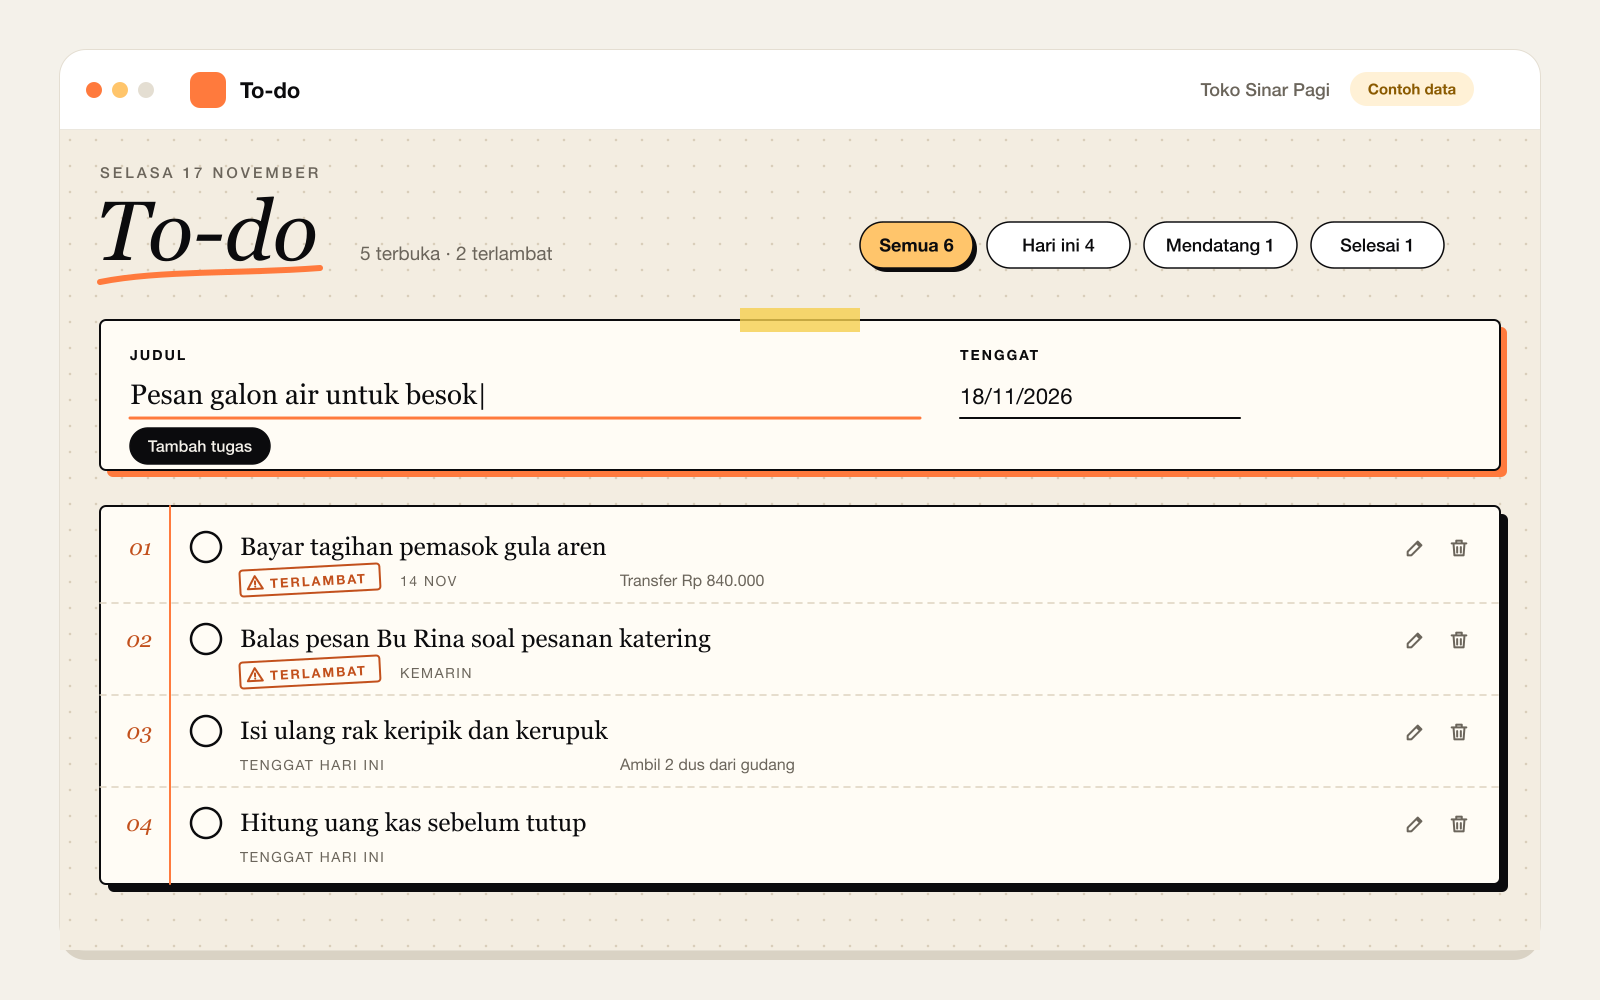 To-do
Toko Sinar Pagi
Contoh data
SELASA 17 NOVEMBER
To-do
5 terbuka · 2 terlambat
Semua 6
Hari ini 4
Mendatang 1
Selesai 1
JUDUL
Pesan galon air untuk besok|
TENGGAT
18/11/2026
Tambah tugas
01 Bayar tagihan pemasok gula aren
TERLAMBAT 14 NOV Transfer Rp 840.000
02 Balas pesan Bu Rina soal pesanan katering
TERLAMBAT KEMARIN
03 Isi ulang rak keripik dan kerupuk
TENGGAT HARI INI Ambil 2 dus dari gudang
04 Hitung uang kas sebelum tutup
TENGGAT HARI INI